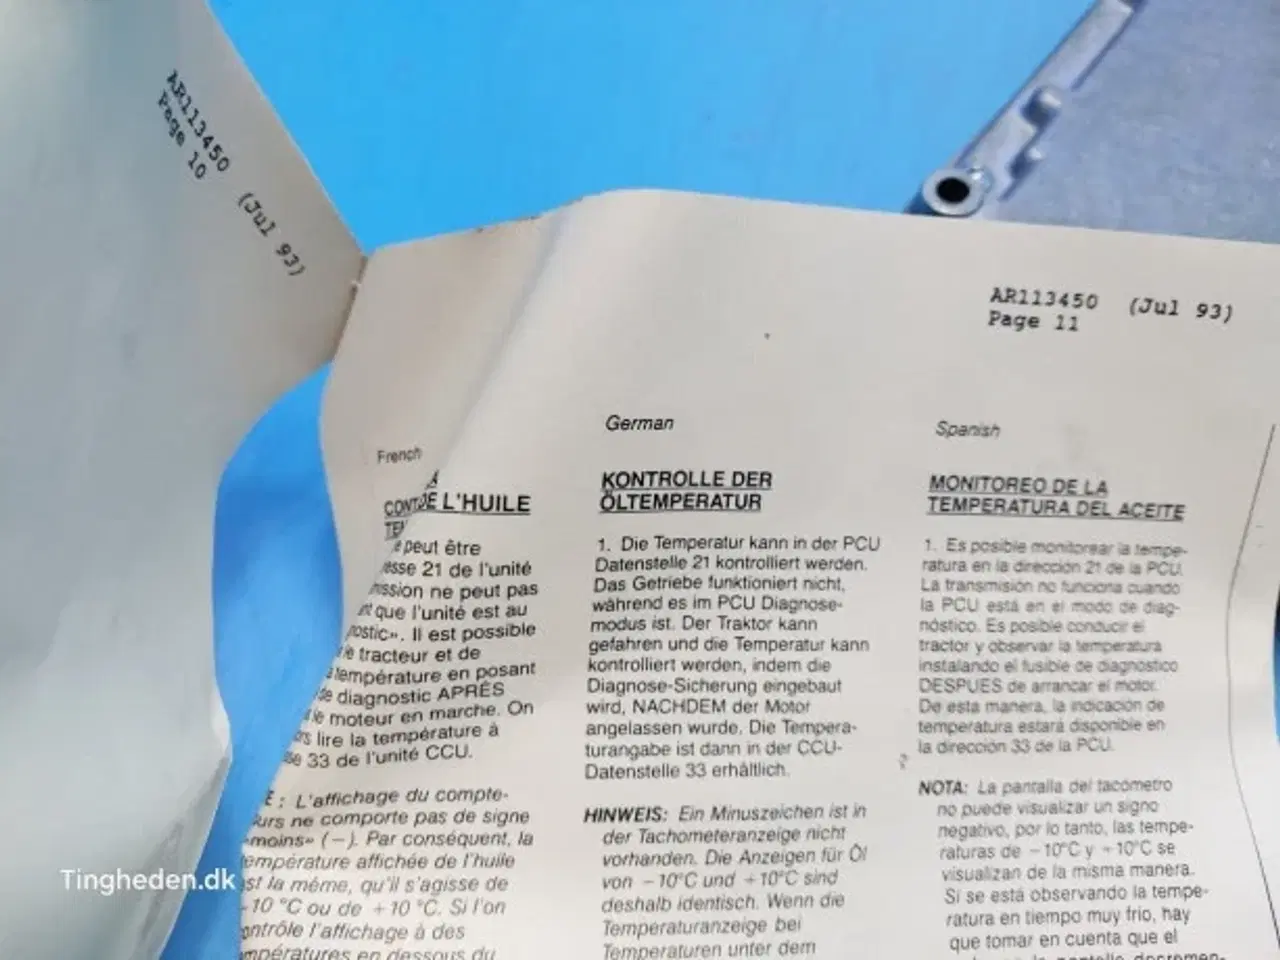 AR113450 (Jul 93)
Page 10
AR113450 (Jul 93)
Page 11
French
DE L'HUILE
peut être
21 de l'unité
ne peut pas
que l'unité est au
Il est possible
tracteur et de
température en posant
de diagnostic APRÈS
le moteur en marche. On
lire la température à
33 de l'unité CCU.
L'affichage du compte-
ne comporte pas de signe
«moins» (−). Par conséquent, la
température affichée de l'huile
est la même, qu'il s'agisse de
-10 °C ou de +10 °C. Si l'on
contrôle l'affichage à des
températures en dessous du
German
KONTROLLE DER
ÖLTEMPERATUR
1. Die Temperatur kann in der PCU
Datenstelle 21 kontrolliert werden.
Das Getriebe funktioniert nicht,
während es im PCU Diagnose-
modus ist. Der Traktor kann
gefahren und die Temperatur kann
kontrolliert werden, indem die
Diagnose-Sicherung eingebaut
wird, NACHDEM der Motor
angelassen wurde. Die Tempera-
turangabe ist dann in der CCU-
Datenstelle 33 erhältlich.
HINWEIS: Ein Minuszeichen ist in
der Tachometeranzeige nicht
vorhanden. Die Anzeigen für Öl
von −10°C und +10°C sind
deshalb identisch. Wenn die
Temperaturanzeige bei
Temperaturen unter dem
Spanish
MONITOREO DE LA
TEMPERATURA DEL ACEITE
1. Es posible monitorear la tempe-
ratura en la dirección 21 de la PCU.
La transmisión no funciona cuando
la PCU está en el modo de diag-
nóstico. Es posible conducir el
tractor y observar la temperatura
instalando el fusible de diagnóstico
DESPUES de arrancar el motor.
De esta manera, la indicación de
temperatura estará disponible en
la dirección 33 de la PCU.
NOTA: La pantalla del tacómetro
no puede visualizar un signo
negativo, por lo tanto, las tempe-
raturas de −10°C y +10°C se
visualizan de la misma manera.
Si se está observando la tempe-
ratura en tiempo muy frío, hay
que tomar en cuenta que el
Tingheden.dk